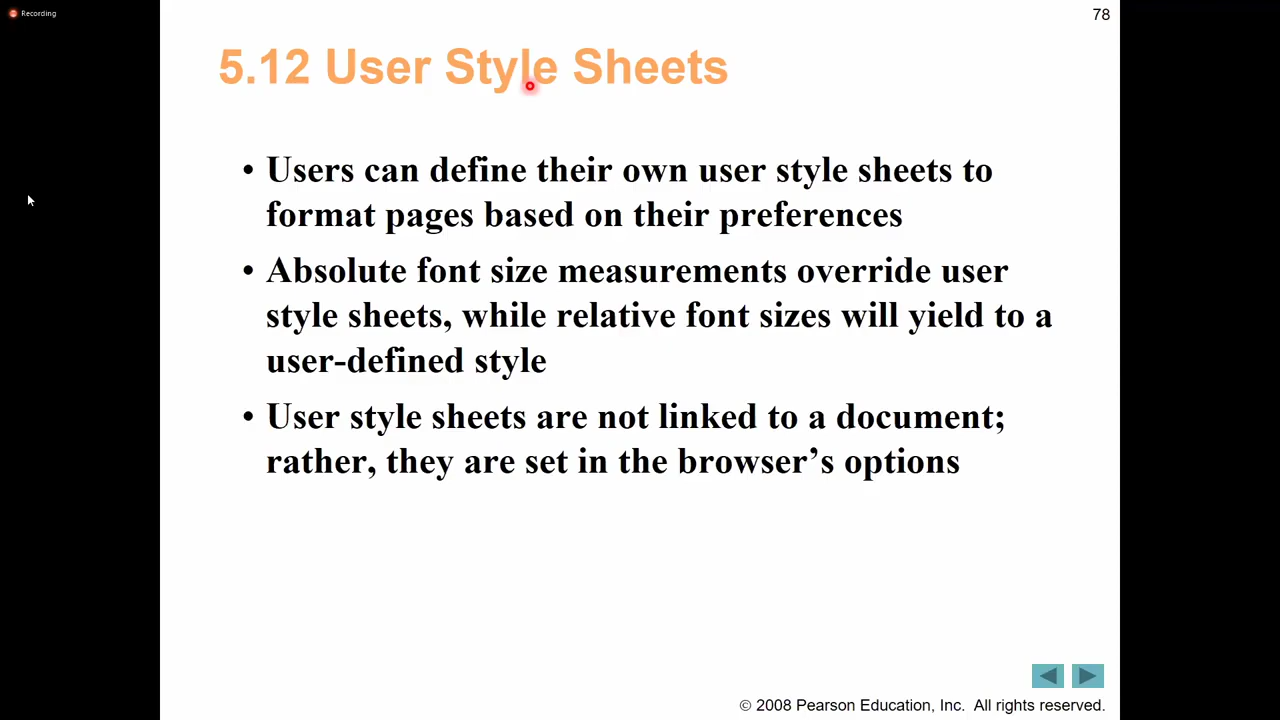 Recording
78
5.12 User Style Sheets
• Users can define their own user style sheets to
format pages based on their preferences
• Absolute font size measurements override user
style sheets, while relative font sizes will yield to a
user-defined style
• User style sheets are not linked to a document;
rather, they are set in the browser’s options
© 2008 Pearson Education, Inc. All rights reserved.